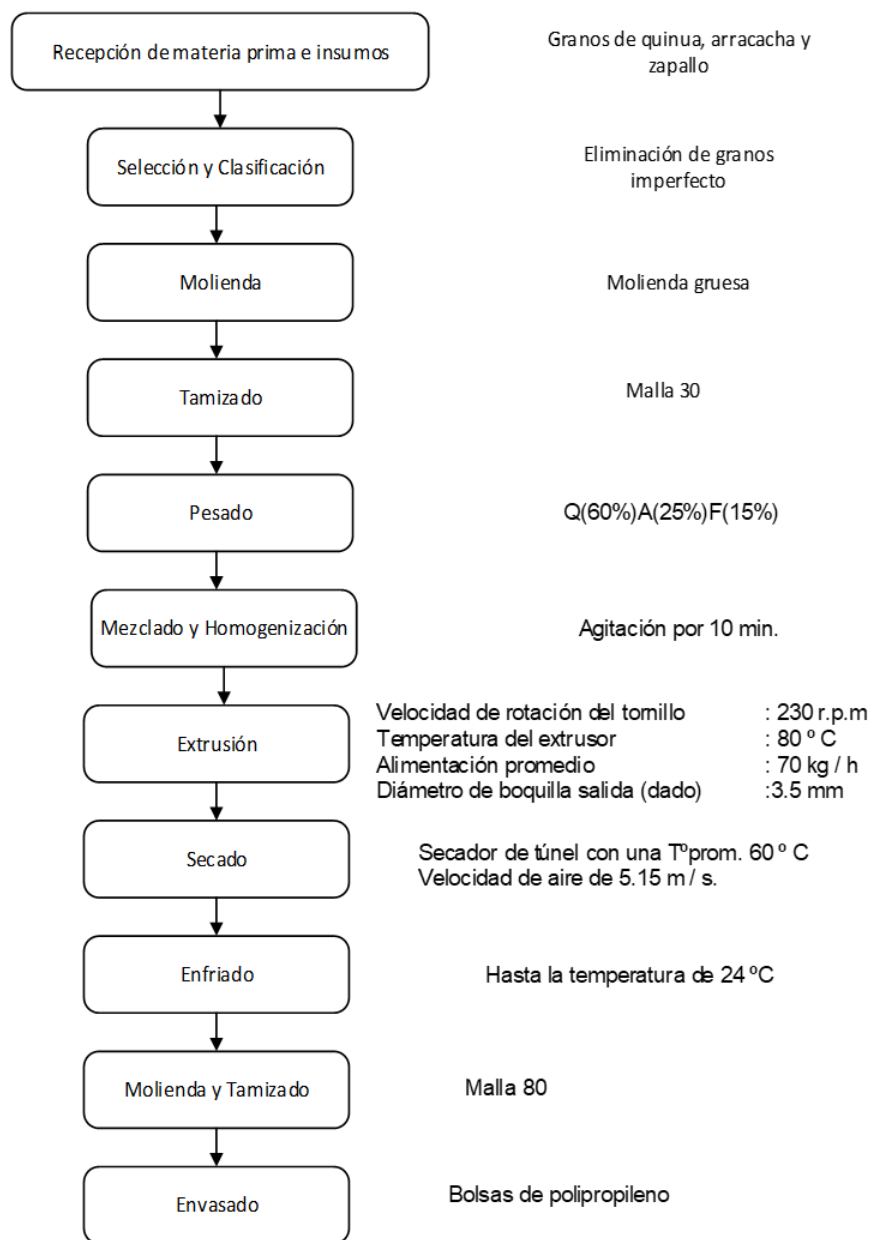 Recepción de materia prima e insumos
Granos de quinua, arracacha y
zapallo
Selección y Clasificación
Eliminación de granos
imperfecto
Molienda
Molienda gruesa
Tamizado
Malla 30
Pesado
Q(60%)A(25%)F(15%)
Mezclado y Homogenización
Agitación por 10 min.
Extrusión
Velocidad de rotación del tornillo : 230 r.p.m
Temperatura del extrusor : 80 º C
Alimentación promedio : 70 kg / h
Diámetro de boquilla salida (dado) :3.5 mm
Secado
Secador de túnel con una Tºprom. 60 º C
Velocidad de aire de 5.15 m / s.
Enfriado
Hasta la temperatura de 24 ºC
Molienda y Tamizado
Malla 80
Envasado
Bolsas de polipropileno